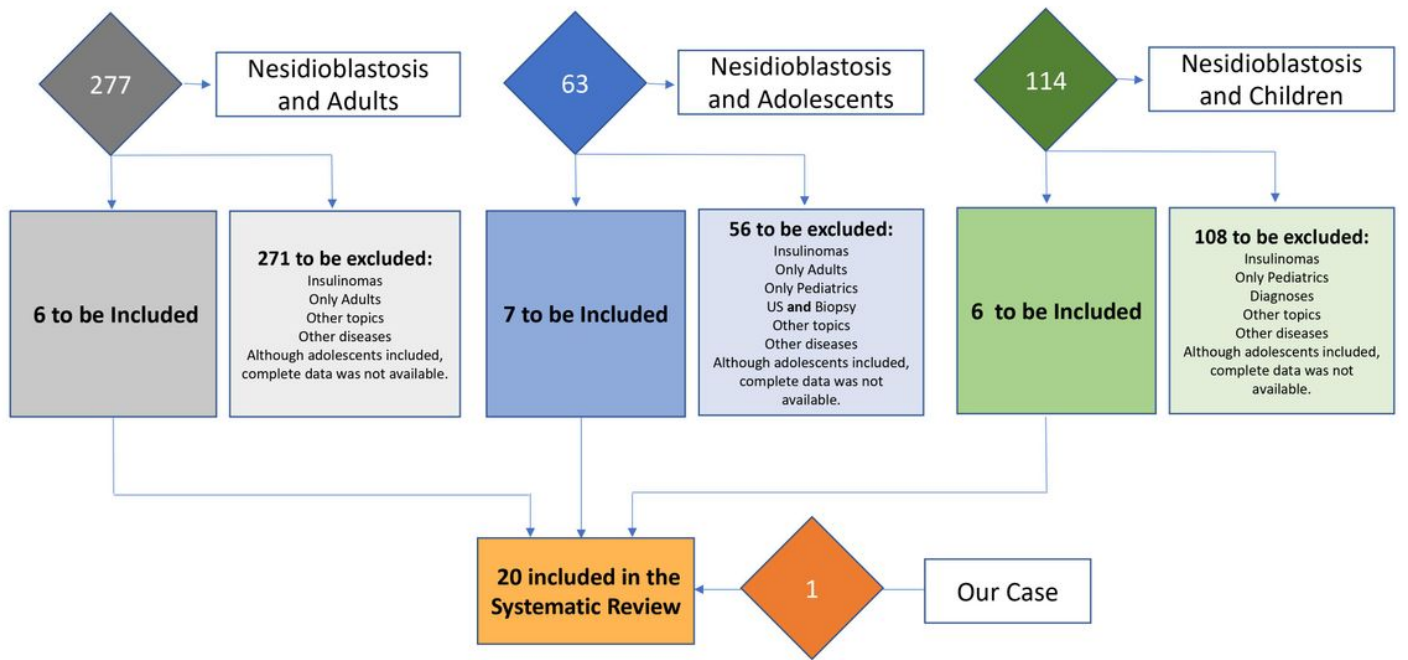 277
Nesidioblastosis
and Adults
63
Nesidioblastosis
and Adolescents
114
Nesidioblastosis
and Children
6 to be Included
271 to be excluded:
Insulinomas
Only Adults
Other topics
Other diseases
Although adolescents included,
complete data was not available.
7 to be Included
56 to be excluded:
Insulinomas
Only Adults
Only Pediatrics
US and Biopsy
Other topics
Other diseases
Although adolescents included,
complete data was not
available.
6 to be Included
108 to be excluded:
Insulinomas
Only Pediatrics
Diagnoses
Other topics
Other diseases
Although adolescents included,
complete data was not
available.
20 included in the
Systematic Review
1
Our Case